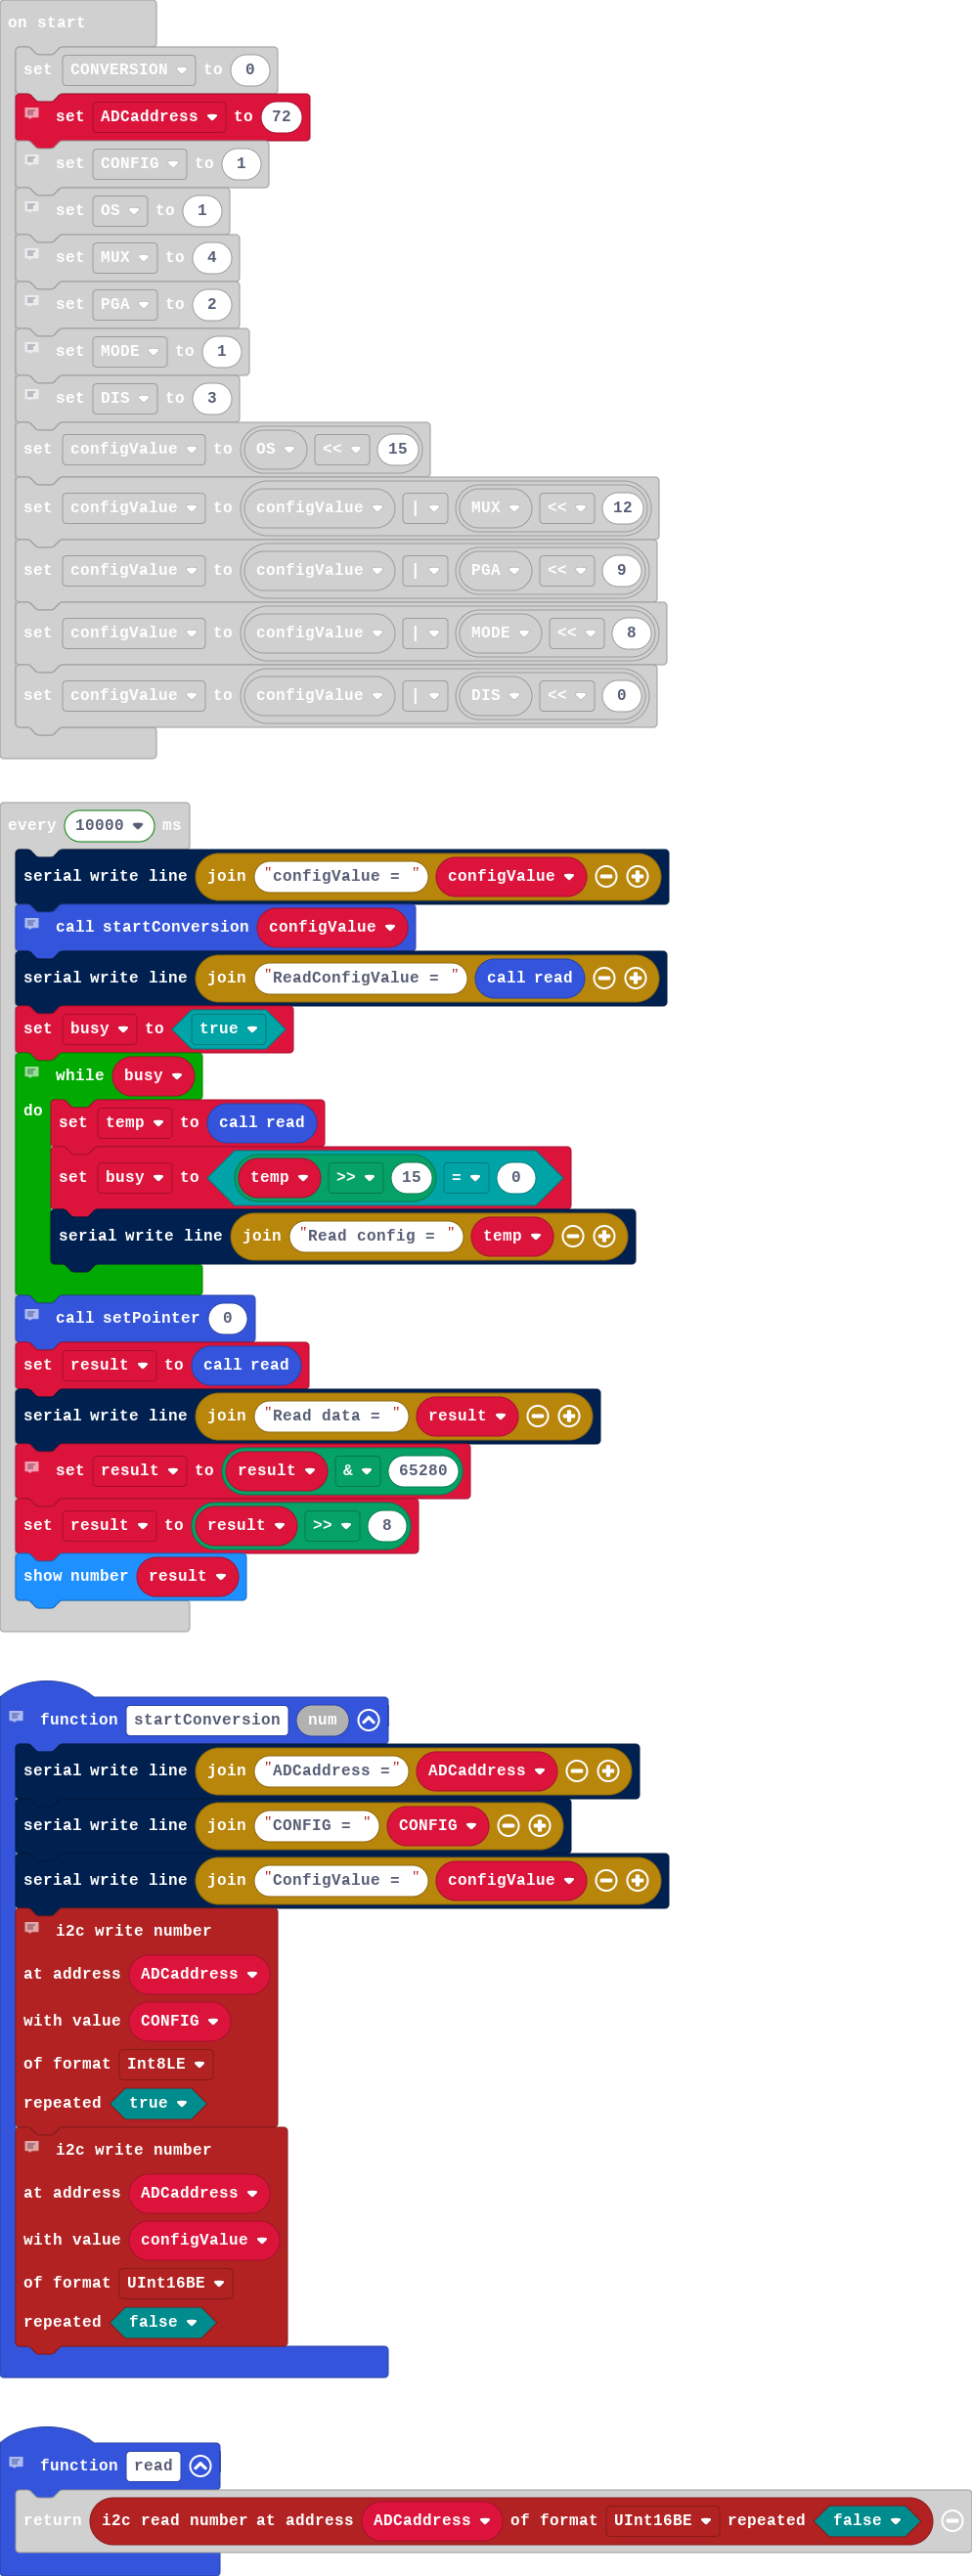 on start
set CONVERSION to 0
set ADCaddress to 72
set CONFIG to 1
set OS to 1
set MUX to 4
set PGA to 2
set MODE to 1
set DIS to 3
set configValue to OS << 15
set configValue to configValue | MUX << 12
set configValue to configValue | PGA << 9
set configValue to configValue | MODE << 8
set configValue to configValue | DIS << 0
every 10000 ms
serial write line join "configValue = " configValue
call startConversion configValue
serial write line join "ReadConfigValue = " call read
set busy to true
while busy
do
set temp to call read
set busy to temp >> 15 = 0
serial write line join "Read config = " temp
call setPointer 0
set result to call read
serial write line join "Read data = " result
set result to result & 65280
set result to result >> 8
show number result
function startConversion num
serial write line join "ADCaddress =" ADCaddress
serial write line join "CONFIG = " CONFIG
serial write line join "ConfigValue = " configValue
i2c write number
at address ADCaddress
with value CONFIG
of format Int8LE
repeated true
i2c write number
at address ADCaddress
with value configValue
of format UInt16BE
repeated false
function read
return i2c read number at address ADCaddress of format UInt16BE repeated false